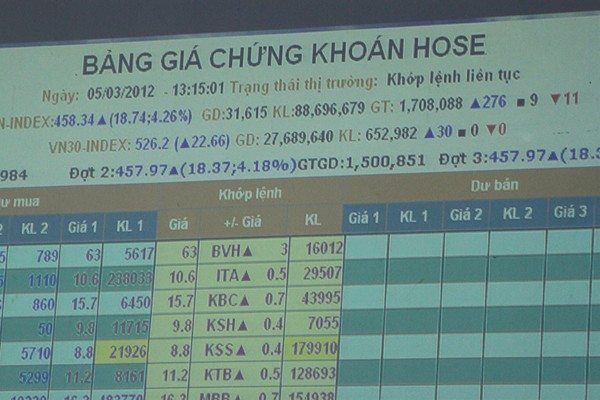 BẢNG GIÁ CHỨNG KHOÁN HOSE
Ngày: 05/03/2012 - 13:15:01 Trạng thái thị trường: Khớp lệnh liên tục
N-INDEX:458.34▲(18.74;4.26%) GD:31,615 KL:88,696,679 GT: 1,708,088 ▲276 ■9 ▼11
VN30-INDEX: 526.2 (▲22.66) GD: 27,689,640 KL: 652,982 ▲30 ■0 ▼0
984 Đợt 2:457.97▲(18.37;4.18%)GTGD:1,500,851 Đợt 3:457.97▲(18.3
ư mua Khớp lệnh Dư bán
2 KL 2 Giá 1 KL 1 Giá +/- Giá KL Giá 1 KL 1 Giá 2 KL 2 Giá 3 KL
789 63 5617 63 BVH▲ 3 16012
1110 10.6 238033 10.6 ITA▲ 0.5 29507
860 15.7 6450 15.7 KBC▲ 0.7 43995
50 9.8 11715 9.8 KSH▲ 0.4 7055
5710 8.8 21926 8.8 KSS▲ 0.4 179910
5299 11.2 8161 11.2 KTB▲ 0.5 128693
16.3 MBB▲ 0.7 154938